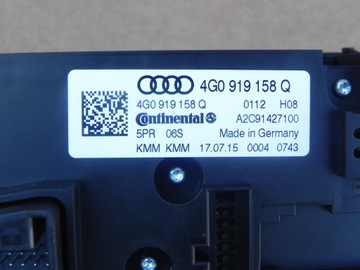 4G0 919 158 Q
4G0 919 158 Q 0112 H08
Continental A2C91427100
5PR 06S Made in Germany
KMM KMM 17.07.15 0004 0743